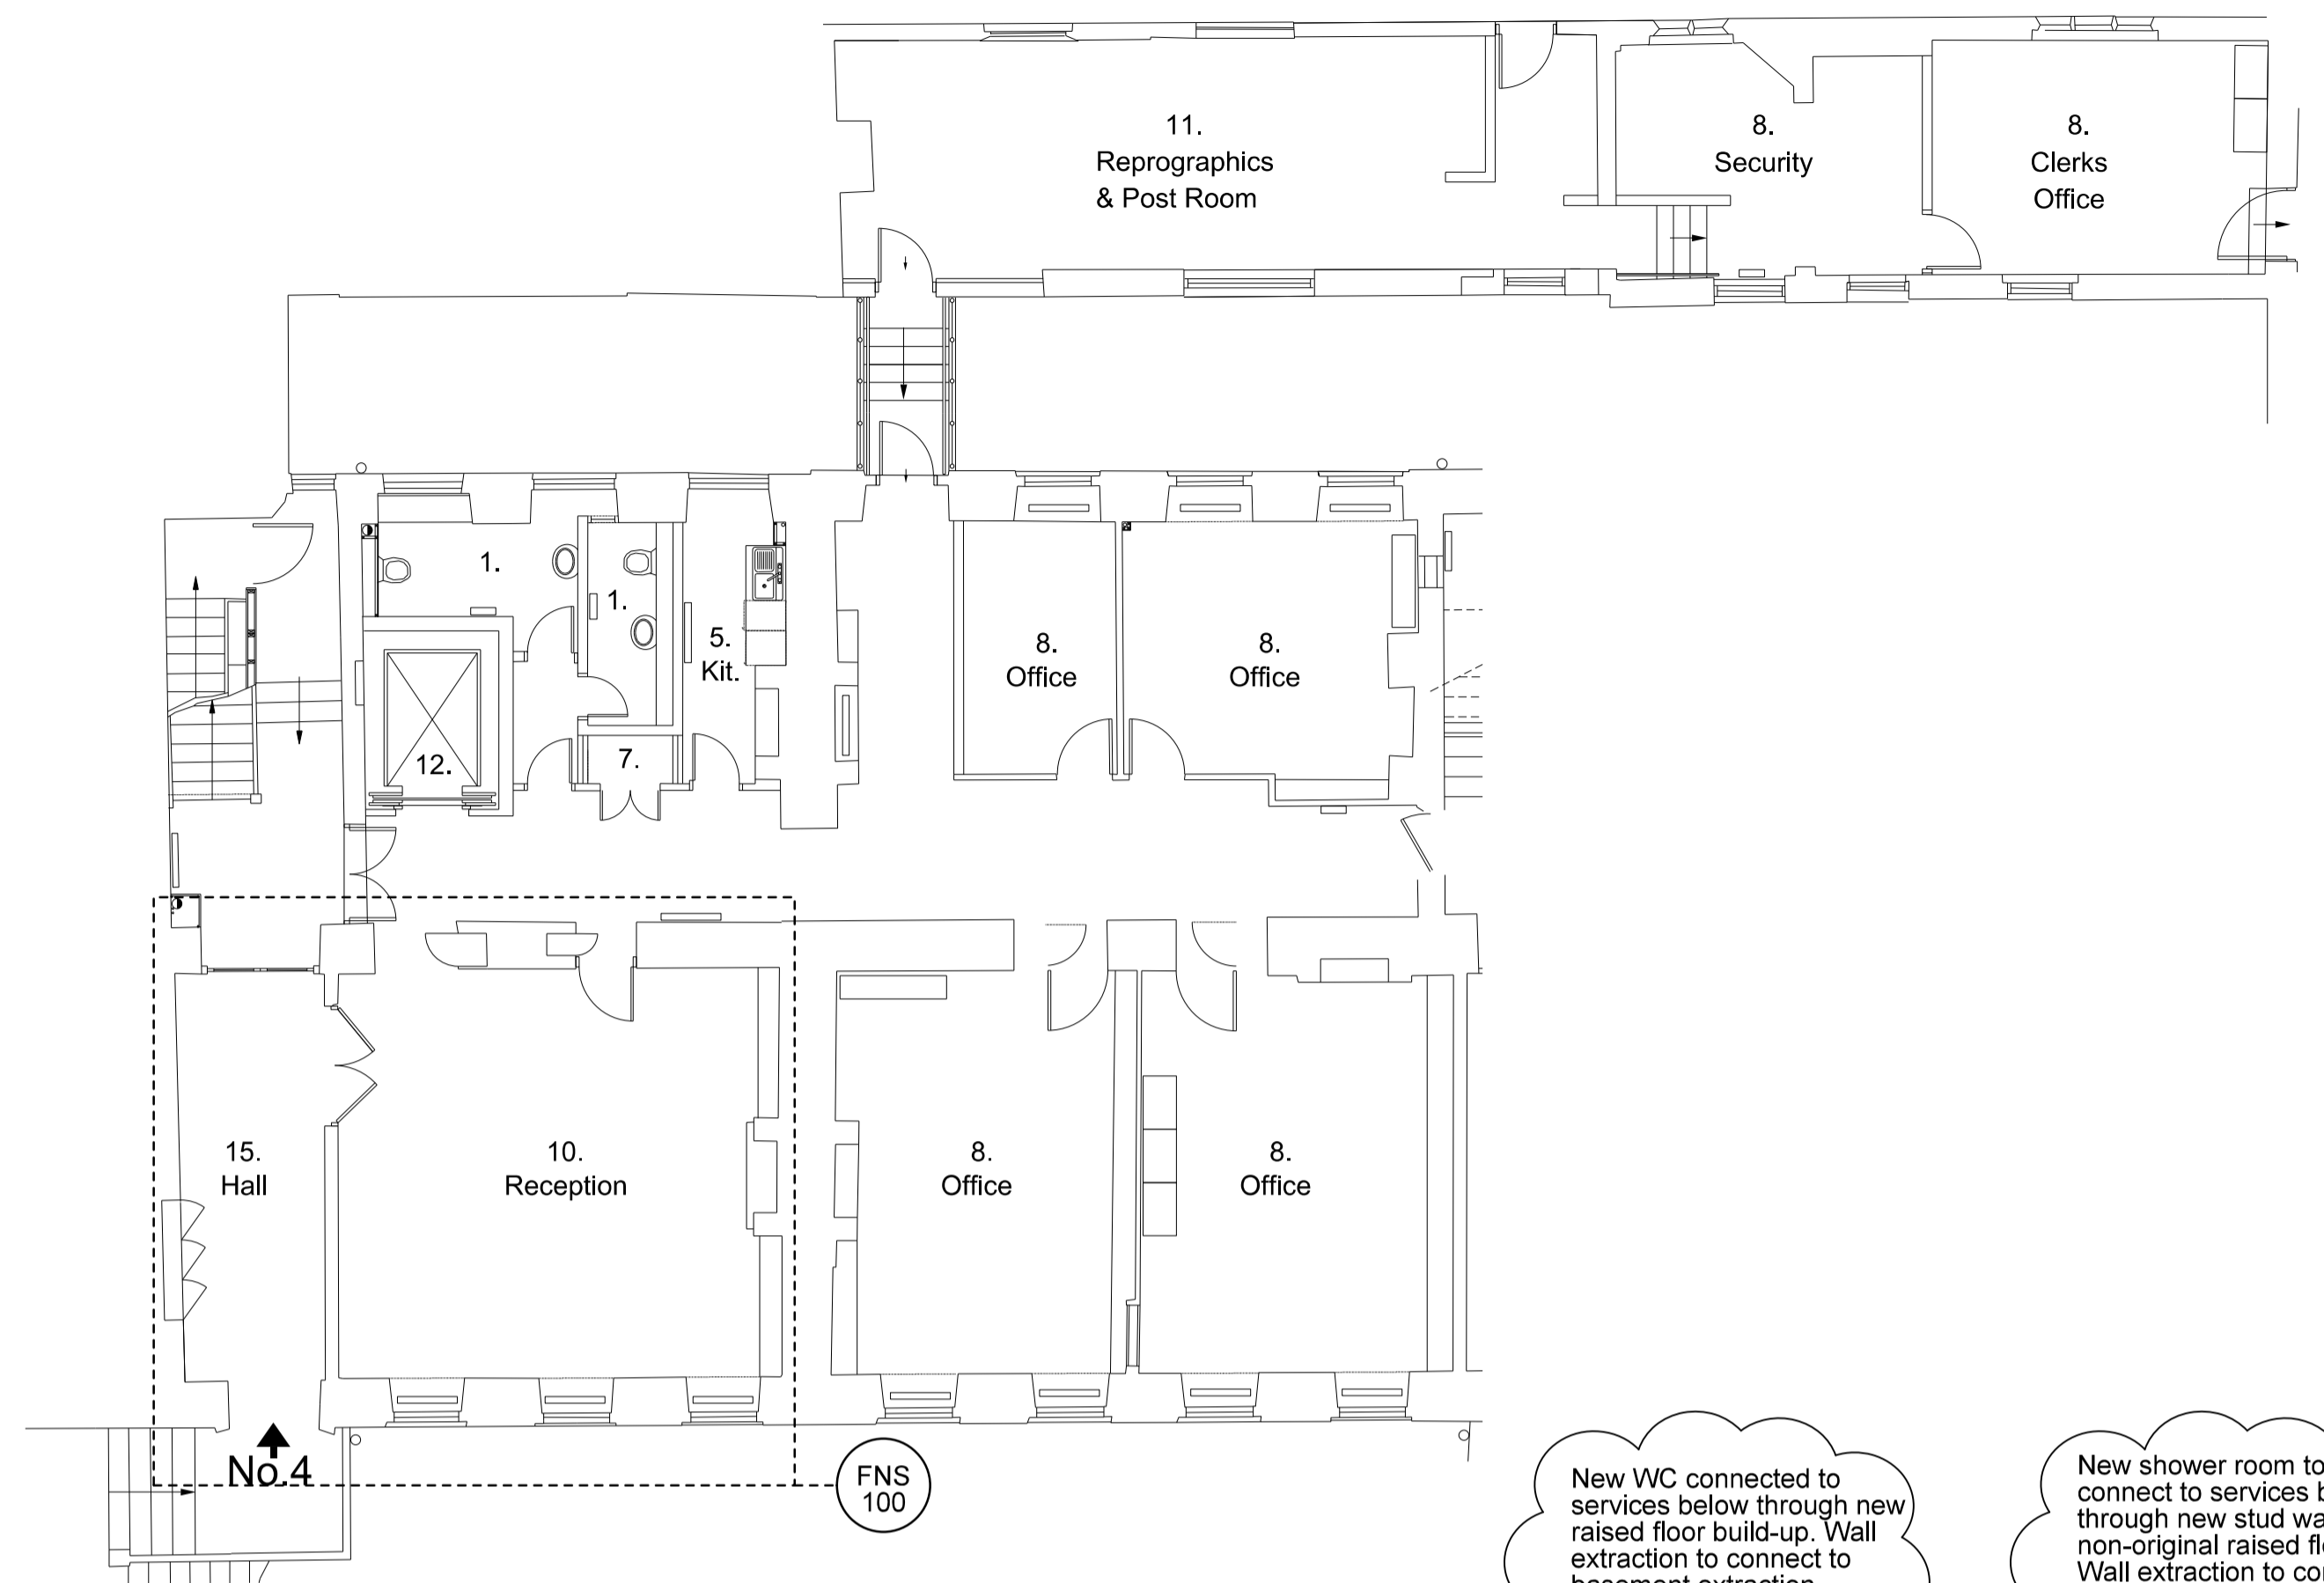 11.
Reprographics
& Post Room
8.
Security
8.
Clerks
Office
1.
1.
5.
Kit.
8.
Office
8.
Office
12.
7.
15.
Hall
10.
Reception
8.
Office
8.
Office
No.4
FNS
100
New WC connected to
services below through new
raised floor build-up. Wall
extraction to connect to
basement extraction
New shower room to
connect to services
through new stud
non-original raised
Wall extraction to